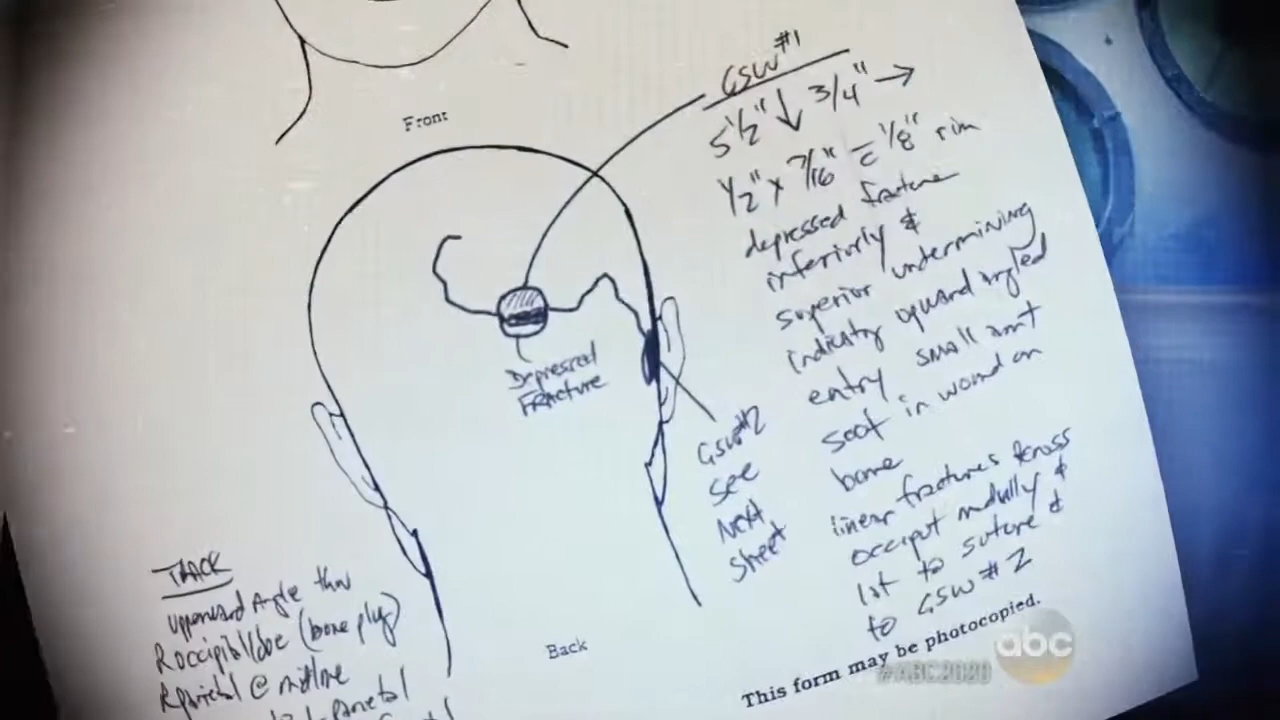 Front
GSW #1
5 1/2" ↓ 3/4" →
1/2" x 7/16" c̄ 1/8" rim
depressed fracture
inferiorly &
superior undermining
upward angled
entry small amt
soot in wound on
bone
linear fractures across
occiput medially &
lat to suture &
to GSW #2
Depressed
Fracture
GSW #2
See
Next
Sheet
TRACK
upperward Angle thru
R occipital lobe (bone plug)
R parietal @ midline
parietal
Back
This form may be photocopied.
abc
#ABC2020